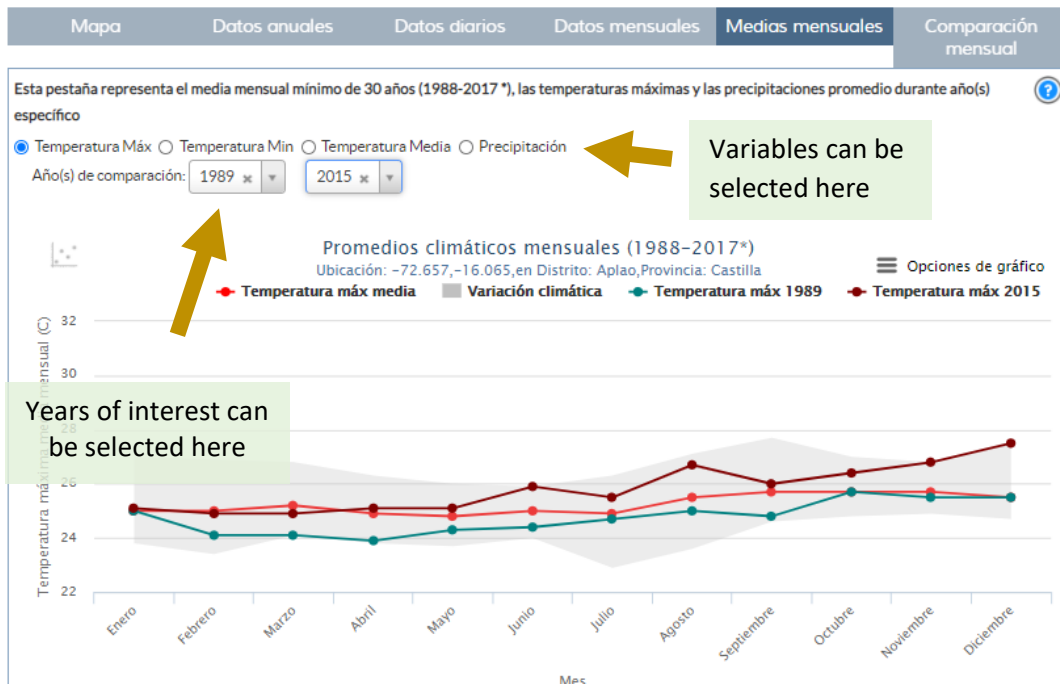 Mapa
Datos anuales
Datos diarios
Datos mensuales
Medias mensuales
Comparación
mensual
Esta pestaña representa el media mensual mínimo de 30 años (1988-2017 *), las temperaturas máximas y las precipitaciones promedio durante año(s)
específico
?
Temperatura Máx Temperatura Min Temperatura Media Precipitación
Año(s) de comparación: 1989 × 2015 ×
Variables can be
selected here
Promedios climáticos mensuales (1988-2017*)
Ubicación: -72.657,-16.065,en Distrito: Aplao,Provincia: Castilla
Opciones de gráfico
Temperatura máx media Variación climática Temperatura máx 1989 Temperatura máx 2015
Temperatura máxima media mensual (C)
32
30
28
26
24
22
Years of interest can
be selected here
Enero
Febrero
Marzo
Abril
Mayo
Junio
Julio
Agosto
Septiembre
Octubre
Noviembre
Diciembre
Mes